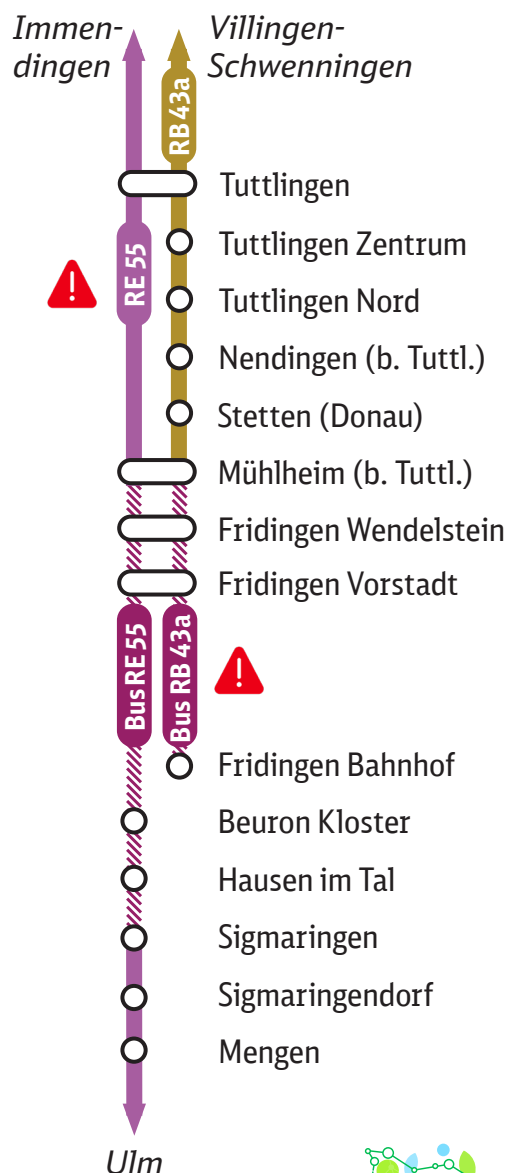 Immen-
dingen
Villingen-
Schwenningen
RB 43a
Tuttlingen
Tuttlingen Zentrum
RE 55
Tuttlingen Nord
Nendingen (b. Tuttl.)
Stetten (Donau)
Mühlheim (b. Tuttl.)
Fridingen Wendelstein
Fridingen Vorstadt
Bus RE 55
Bus RB 43a
Fridingen Bahnhof
Beuron Kloster
Hausen im Tal
Sigmaringen
Sigmaringendorf
Mengen
Ulm